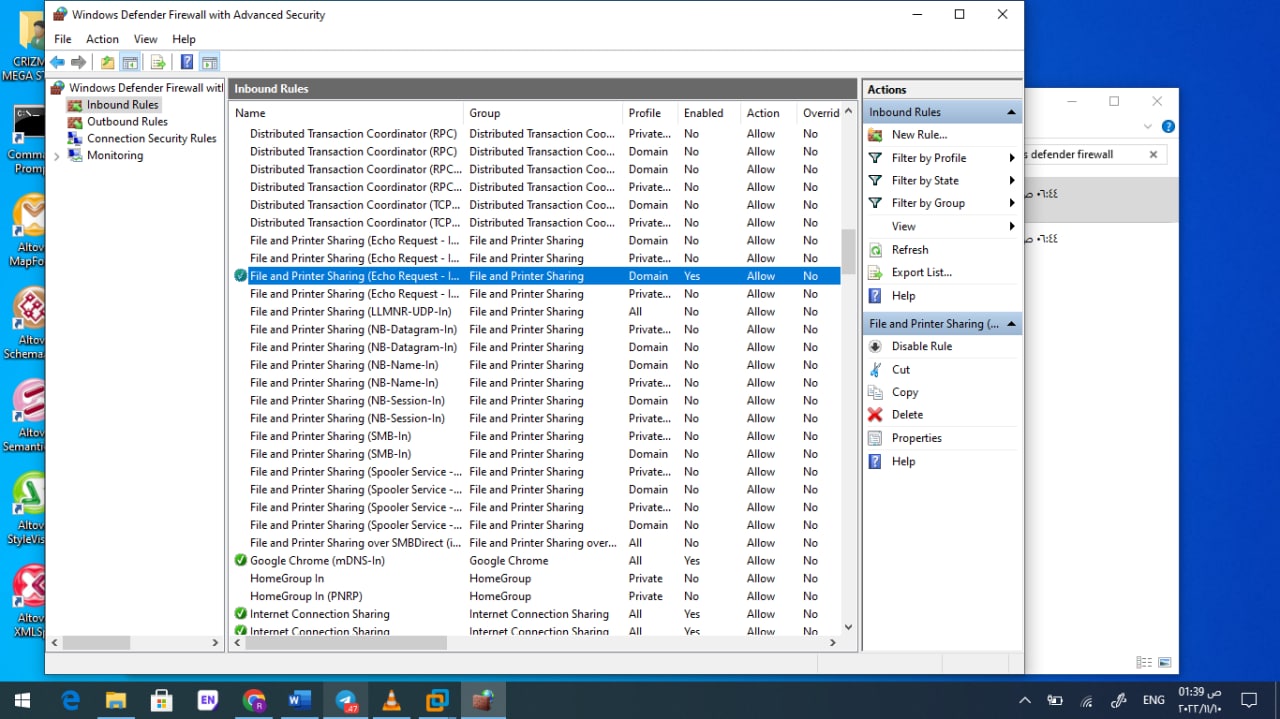 Windows Defender Firewall with Advanced Security
File Action View Help
Windows Defender Firewall with
Inbound Rules
Outbound Rules
Connection Security Rules
Monitoring
Inbound Rules
Name Group Profile Enabled Action Overrid
Distributed Transaction Coordinator (RPC) Distributed Transaction Coo... Private... No Allow No
Distributed Transaction Coordinator (RPC) Distributed Transaction Coo... Domain No Allow No
Distributed Transaction Coordinator (RPC... Distributed Transaction Coo... Domain No Allow No
Distributed Transaction Coordinator (RPC... Distributed Transaction Coo... Private... No Allow No
Distributed Transaction Coordinator (TCP... Distributed Transaction Coo... Domain No Allow No
Distributed Transaction Coordinator (TCP... Distributed Transaction Coo... Private... No Allow No
File and Printer Sharing (Echo Request - I... File and Printer Sharing Domain No Allow No
File and Printer Sharing (Echo Request - I... File and Printer Sharing Private... No Allow No
File and Printer Sharing (Echo Request - I... File and Printer Sharing Domain Yes Allow No
File and Printer Sharing (Echo Request - I... File and Printer Sharing Private... No Allow No
File and Printer Sharing (LLMNR-UDP-In) File and Printer Sharing All No Allow No
File and Printer Sharing (NB-Datagram-In) File and Printer Sharing Private... No Allow No
File and Printer Sharing (NB-Datagram-In) File and Printer Sharing Domain No Allow No
File and Printer Sharing (NB-Name-In) File and Printer Sharing Domain No Allow No
File and Printer Sharing (NB-Name-In) File and Printer Sharing Private... No Allow No
File and Printer Sharing (NB-Session-In) File and Printer Sharing Domain No Allow No
File and Printer Sharing (NB-Session-In) File and Printer Sharing Private... No Allow No
File and Printer Sharing (SMB-In) File and Printer Sharing Private... No Allow No
File and Printer Sharing (SMB-In) File and Printer Sharing Domain No Allow No
File and Printer Sharing (Spooler Service -... File and Printer Sharing Private... No Allow No
File and Printer Sharing (Spooler Service -... File and Printer Sharing Domain No Allow No
File and Printer Sharing (Spooler Service -... File and Printer Sharing Private... No Allow No
File and Printer Sharing (Spooler Service -... File and Printer Sharing Domain No Allow No
File and Printer Sharing over SMBDirect (i... File and Printer Sharing over... All No Allow No
Google Chrome (mDNS-In) Google Chrome All Yes Allow No
HomeGroup In HomeGroup Private No Allow No
HomeGroup In (PNRP) HomeGroup Private No Allow No
Internet Connection Sharing Internet Connection Sharing All Yes Allow No
Internet Connection Sharing Internet Connection Sharing All Yes Allow No
Actions
Inbound Rules
New Rule...
Filter by Profile
Filter by State
Filter by Group
View
Refresh
Export List...
Help
File and Printer Sharing (...
Disable Rule
Cut
Copy
Delete
Properties
Help
s defender firewall
٠٦:٤٤ ص
٠٦:٤٤ ص
CRIZM
MEGA S
Comma
Promp
Altov
MapFo
Altov
Schema
Altov
Semanti
Altov
StyleVis
Altov
XMLSp
EN
R
W
47
ENG
01:39 ص
٢٠٢٢/١١/١٠